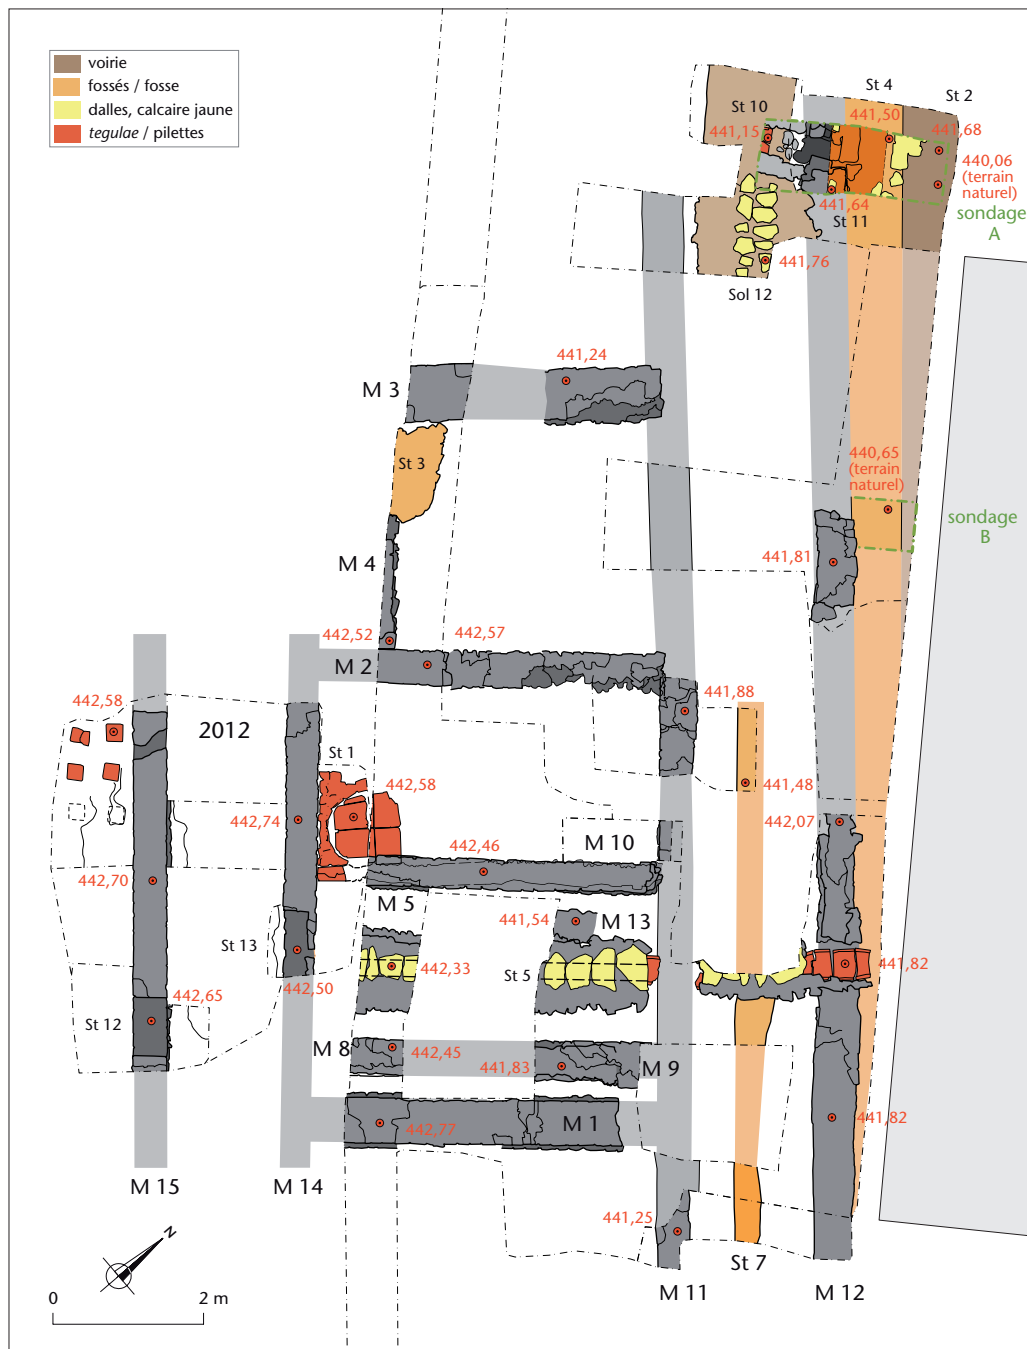 voirie
fossés / fosse
dalles, calcaire jaune
tegulae / pilettes
St 10
St 4
St 2
441,15
441,50
441,68
440,06
(terrain
naturel)
441,64
St 11
sondage
A
441,76
Sol 12
441,24
M 3
St 3
440,65
(terrain
naturel)
sondage
B
M 4
441,81
442,52
442,57
M 2
442,58
2012
441,88
St 1
442,58
441,48
442,74
442,07
442,46
M 10
442,70
M 5
441,54
M 13
St 13
442,33
St 5
441,82
442,50
442,65
St 12
M 8
442,45
441,83
M 9
442,77
M 1
441,82
M 15
M 14
441,25
St 7
M 11
M 12
N
0
2 m